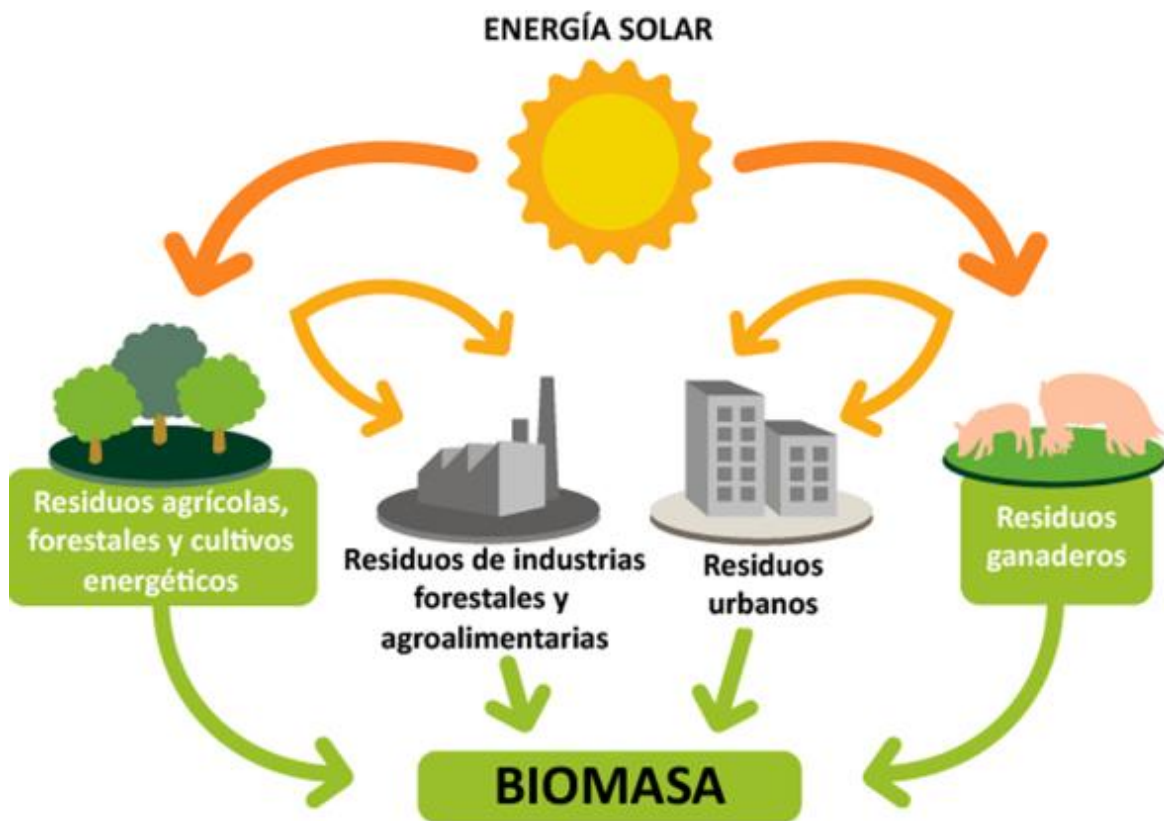 ENERGÍA SOLAR
Residuos agrícolas,
forestales y cultivos
energéticos
Residuos de industrias
forestales y
agroalimentarias
Residuos
urbanos
Residuos
ganaderos
BIOMASA